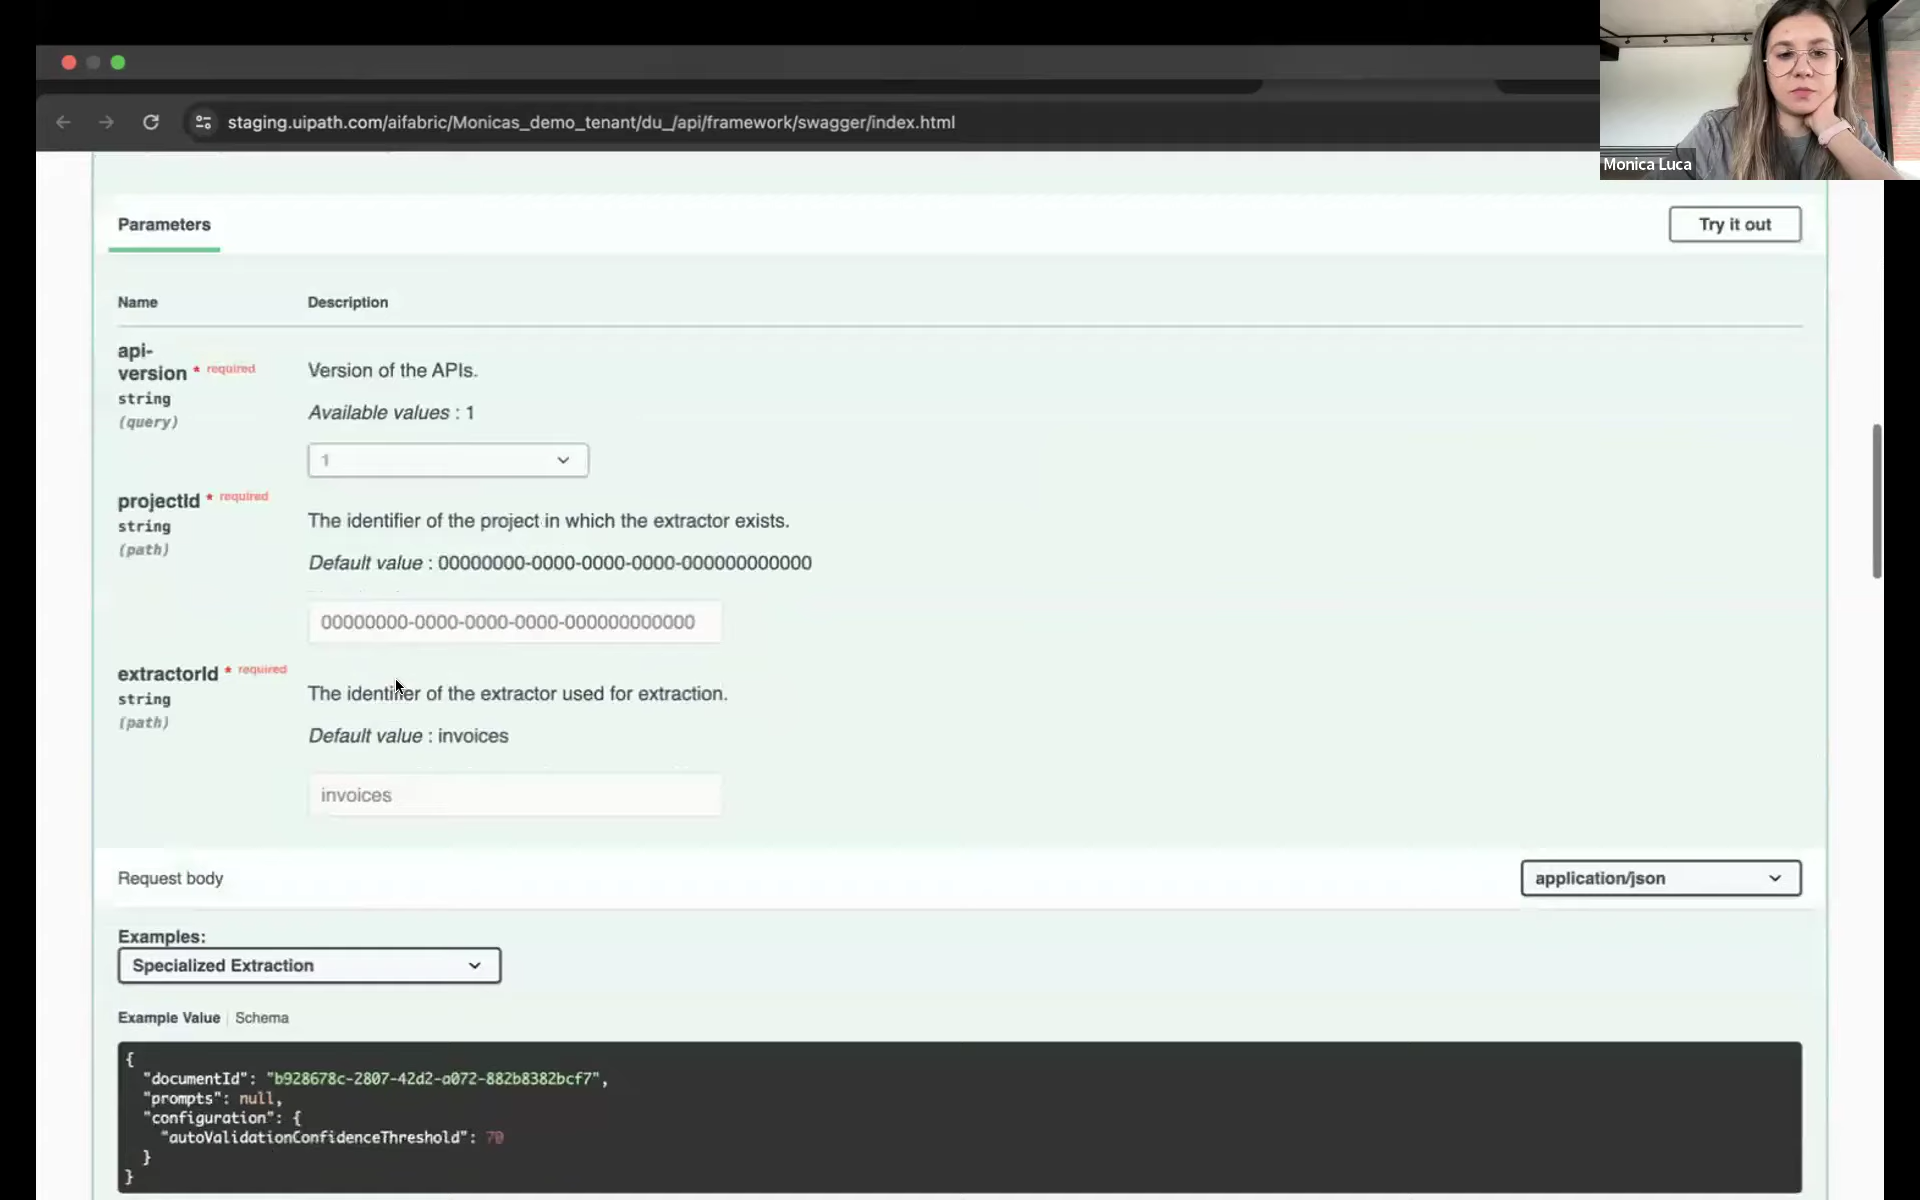 staging.uipath.com/aifabric/Monicas_demo_tenant/du_/api/framework/swagger/index.html
Monica Luca
Parameters
Try it out
Name
Description
api-
version * required
string
(query)
Version of the APIs.
Available values : 1
1
projectId * required
string
(path)
The identifier of the project in which the extractor exists.
Default value : 00000000-0000-0000-0000-000000000000
00000000-0000-0000-0000-000000000000
extractorId * required
string
(path)
The identifier of the extractor used for extraction.
Default value : invoices
invoices
Request body
application/json
Examples:
Specialized Extraction
Example Value | Schema
{
"documentId": "b928678c-2807-42d2-a072-882b8382bcf7",
"prompts": null,
"configuration": {
"autoValidationConfidenceThreshold": 70
}
}